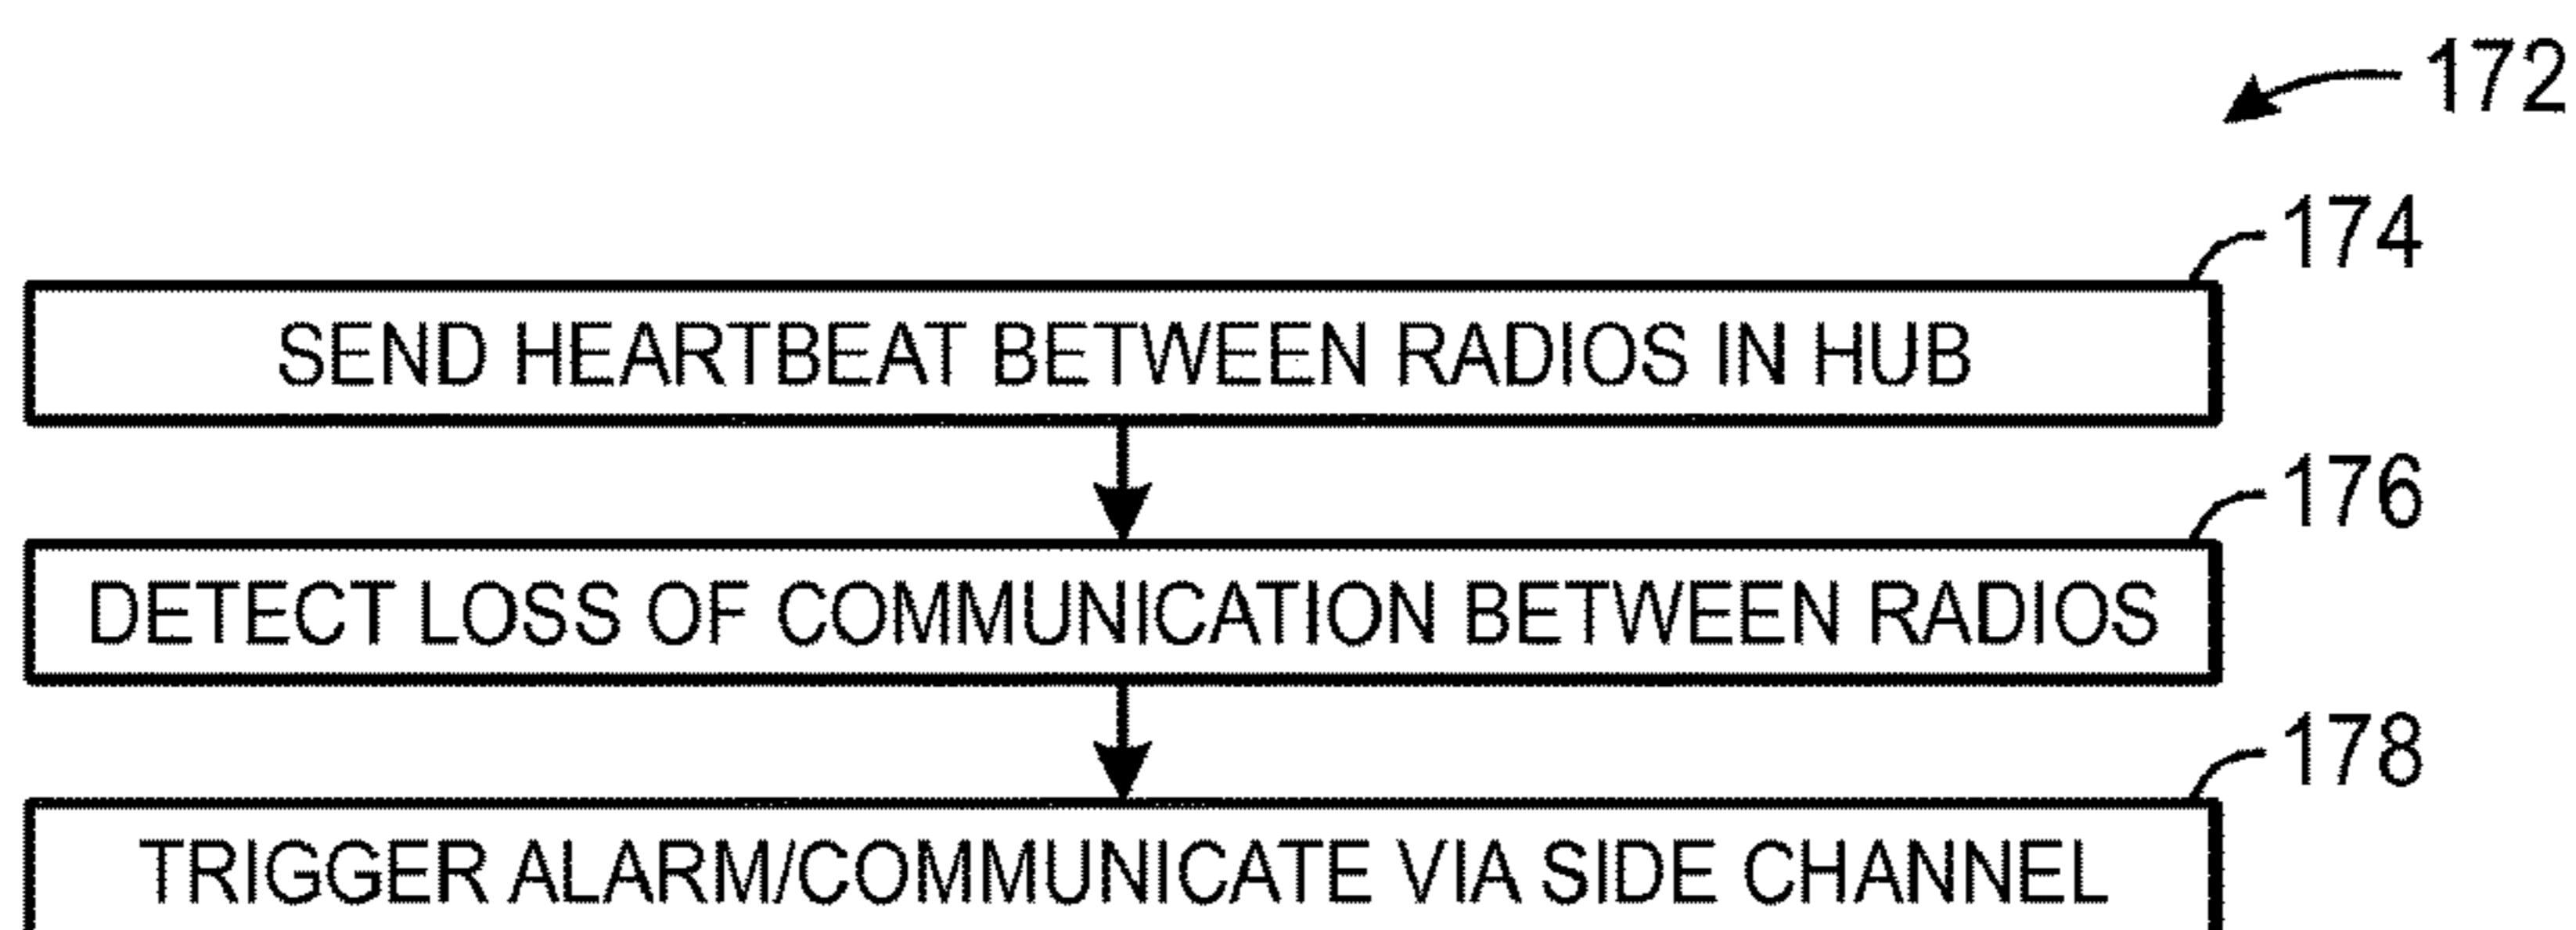 172
174
SEND HEARTBEAT BETWEEN RADIOS IN HUB
176
DETECT LOSS OF COMMUNICATION BETWEEN RADIOS
178
TRIGGER ALARM/COMMUNICATE VIA SIDE CHANNEL